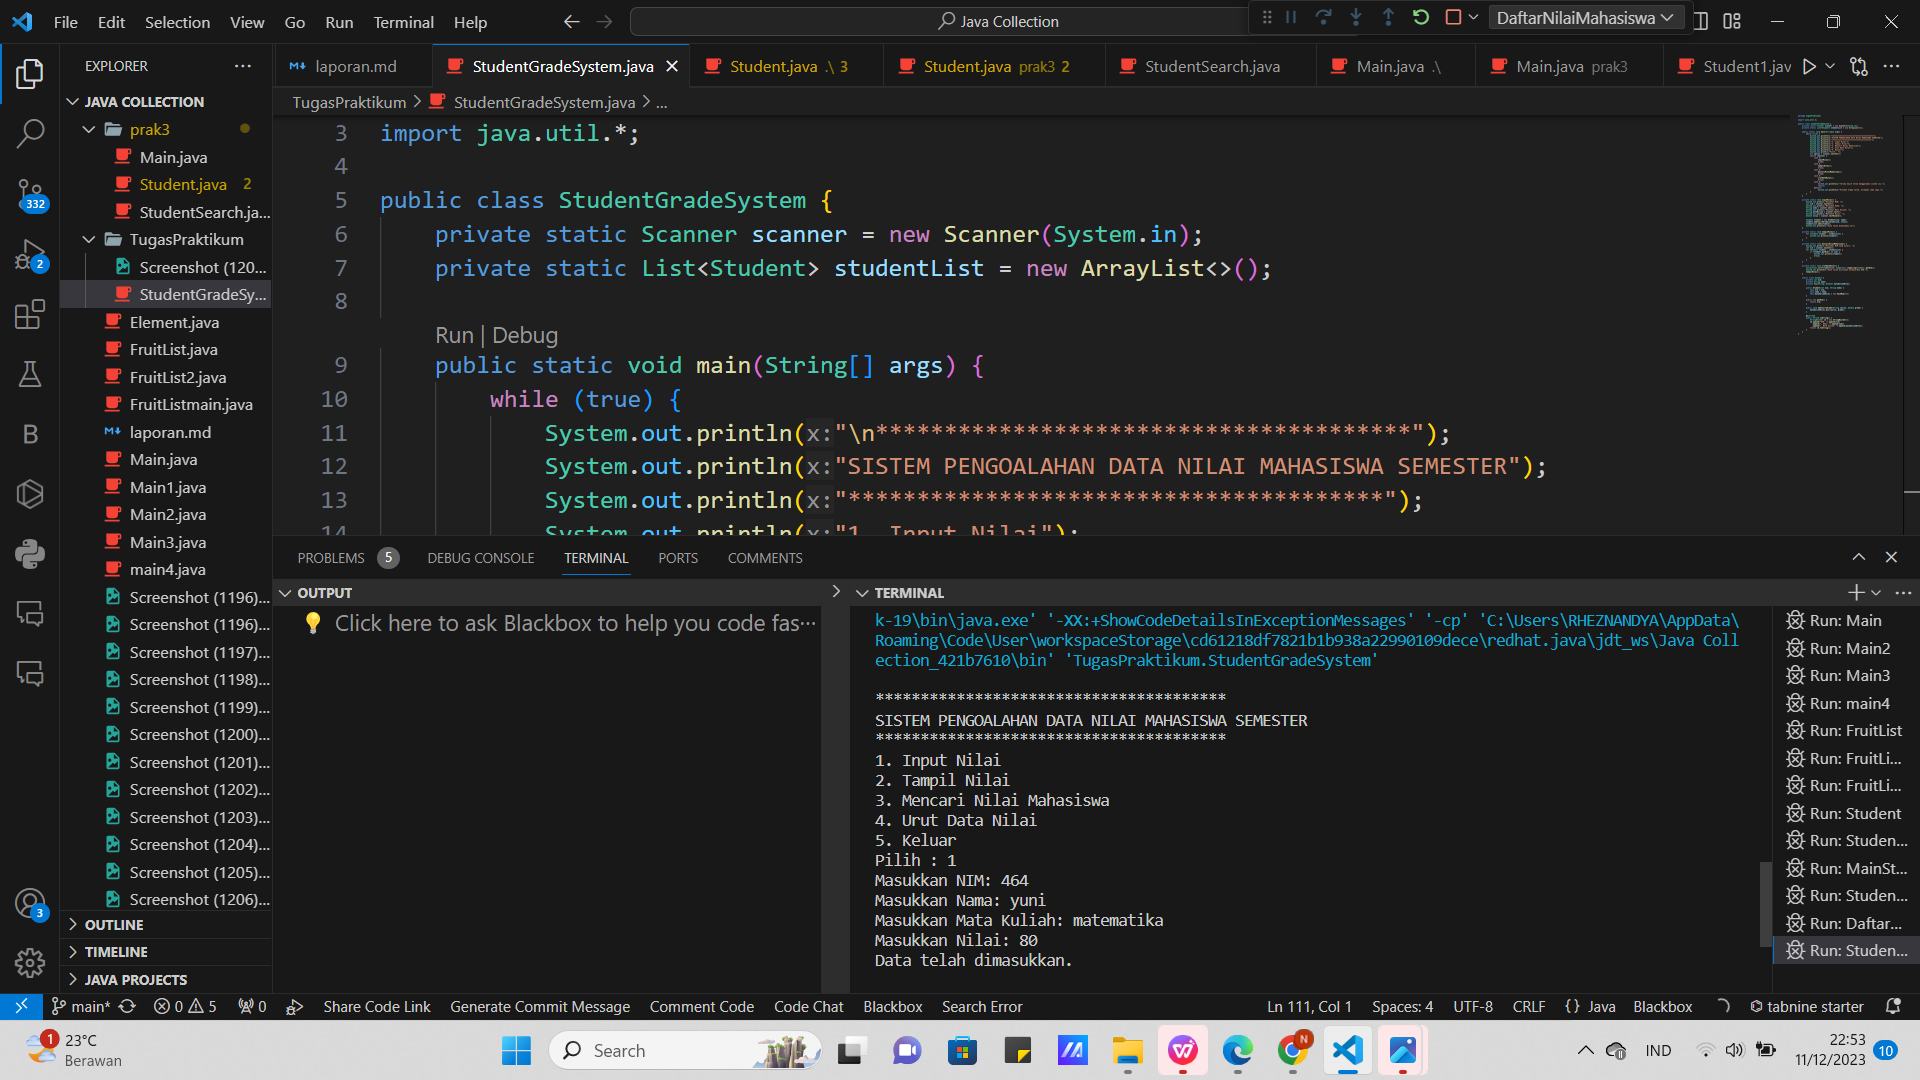 File Edit Selection View Go Run Terminal Help
Java Collection
DaftarNilaiMahasiswa
EXPLORER
JAVA COLLECTION
prak3
Main.java
Student.java 2
StudentSearch.ja...
TugasPraktikum
Screenshot (120...
StudentGradeSy...
Element.java
FruitList.java
FruitList2.java
FruitListmain.java
laporan.md
Main.java
Main1.java
Main2.java
Main3.java
main4.java
Screenshot (1196)...
Screenshot (1196)...
Screenshot (1197)...
Screenshot (1198)...
Screenshot (1199)...
Screenshot (1200)...
Screenshot (1201)...
Screenshot (1202)...
Screenshot (1203)...
Screenshot (1204)...
Screenshot (1205)...
Screenshot (1206)...
OUTLINE
TIMELINE
JAVA PROJECTS
332
2
B
3
laporan.md
StudentGradeSystem.java
Student.java .\ 3
Student.java prak3 2
StudentSearch.java
Main.java .\
Main.java prak3
Student1.jav
TugasPraktikum > StudentGradeSystem.java > ...
3 import java.util.*;
4
5 public class StudentGradeSystem {
6 private static Scanner scanner = new Scanner(System.in);
7 private static List<Student> studentList = new ArrayList<>();
8
Run | Debug
9 public static void main(String[] args) {
10 while (true) {
11 System.out.println(x:"\n***************************************");
12 System.out.println(x:"SISTEM PENGOALAHAN DATA NILAI MAHASISWA SEMESTER");
13 System.out.println(x:"***************************************");
14 System.out.println(x:"1. Input Nilai");
PROBLEMS 5 DEBUG CONSOLE TERMINAL PORTS COMMENTS
OUTPUT
Click here to ask Blackbox to help you code fas...
TERMINAL
k-19\bin\java.exe' '-XX:+ShowCodeDetailsInExceptionMessages' '-cp' 'C:\Users\RHEZNANDYA\AppData\
Roaming\Code\User\workspaceStorage\cd61218df7821b1b938a22990109dece\redhat.java\jdt_ws\Java Coll
ection_421b7610\bin' 'TugasPraktikum.StudentGradeSystem'
***************************************
SISTEM PENGOALAHAN DATA NILAI MAHASISWA SEMESTER
***************************************
1. Input Nilai
2. Tampil Nilai
3. Mencari Nilai Mahasiswa
4. Urut Data Nilai
5. Keluar
Pilih : 1
Masukkan NIM: 464
Masukkan Nama: yuni
Masukkan Mata Kuliah: matematika
Masukkan Nilai: 80
Data telah dimasukkan.
Run: Main
Run: Main2
Run: Main3
Run: main4
Run: FruitList
Run: FruitLi...
Run: FruitLi...
Run: Student
Run: Studen...
Run: MainSt...
Run: Studen...
Run: Daftar...
Run: Studen...
main* 0 5 0 Share Code Link Generate Commit Message Comment Code Code Chat Blackbox Search Error Ln 111, Col 1 Spaces: 4 UTF-8 CRLF {} Java Blackbox tabnine starter
1
23°C
Berawan
Search
N
IND
22:53
11/12/2023
10